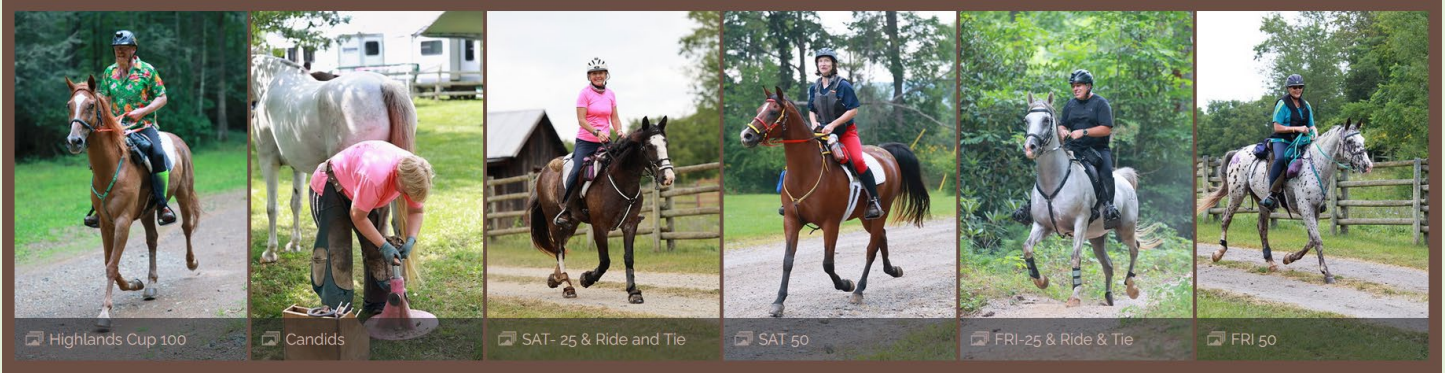 Highlands Cup 100
Candids
SAT- 25 & Ride and Tie
SAT 50
FRI-25 & Ride & Tie
FRI 50